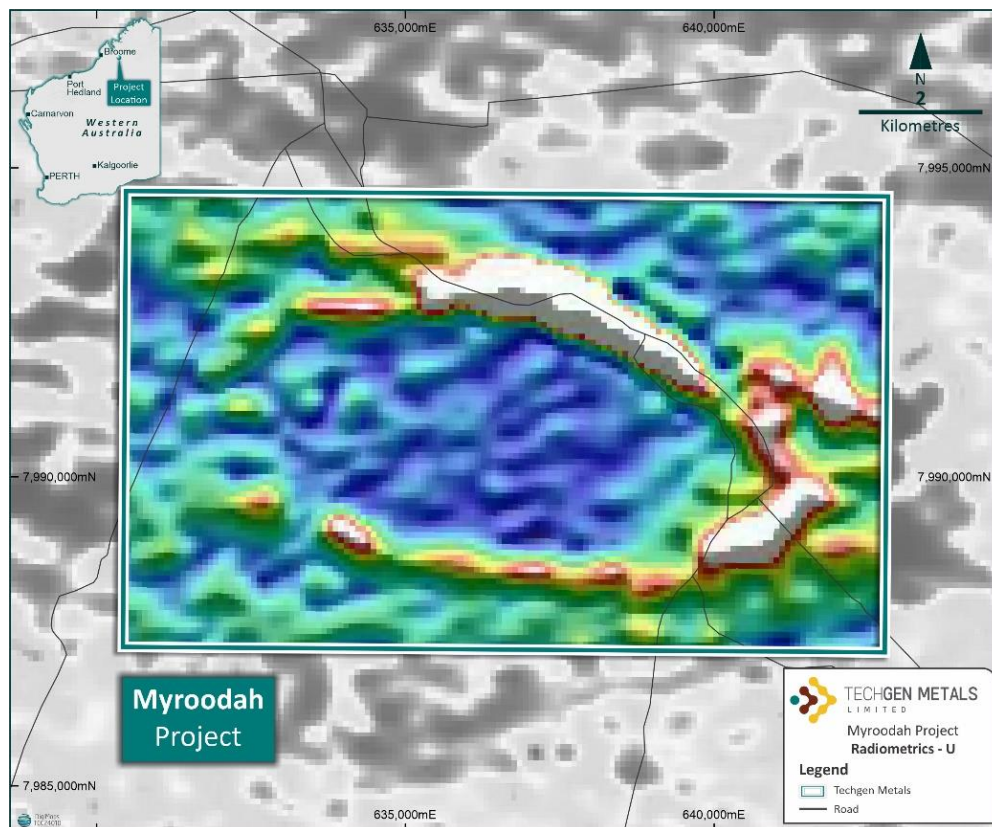 635,000mE
640,000mE
Broome
Port
Hedland
Project
Location
Carnarvon
Western
Australia
Kalgoorlie
PERTH
N
2
Kilometres
7,995,000mN
7,990,000mN
7,990,000mN
Myroodah
Project
7,985,000mN
635,000mE
640,000mE
TECHGEN METALS
LIMITED
Myroodah Project
Radiometrics - U
Legend
Techgen Metals
Road